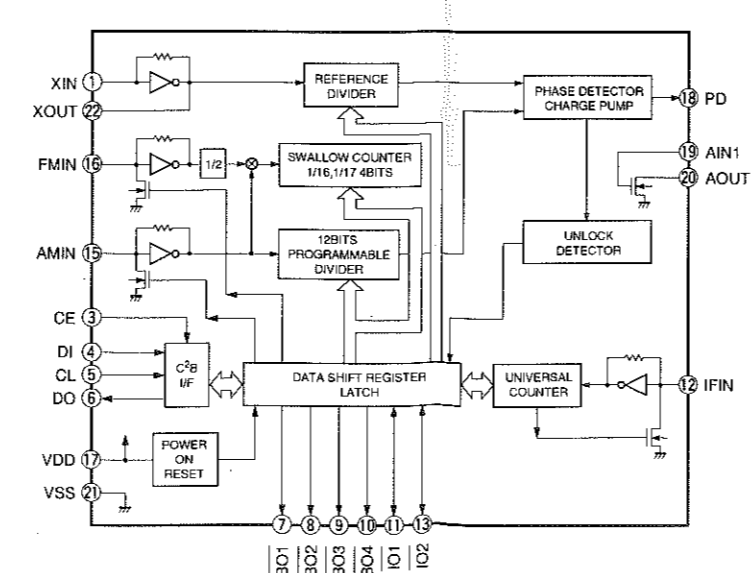 XIN 1
XOUT 22
FMIN 16
AMIN 15
CE 3
DI 4
CL 5
DO 6
VDD 17
VSS 21
REFERENCE
DIVIDER
1/2
SWALLOW COUNTER
1/16,1/17 4BITS
12BITS
PROGRAMMABLE
DIVIDER
C²B
I/F
DATA SHIFT REGISTER
LATCH
POWER
ON
RESET
PHASE DETECTOR
CHARGE PUMP
UNLOCK
DETECTOR
UNIVERSAL
COUNTER
18 PD
19 AIN1
20 AOUT
12 IFIN
7 8 9 10 11 13
BO1
BO2
BO3
BO4
IO1
IO2